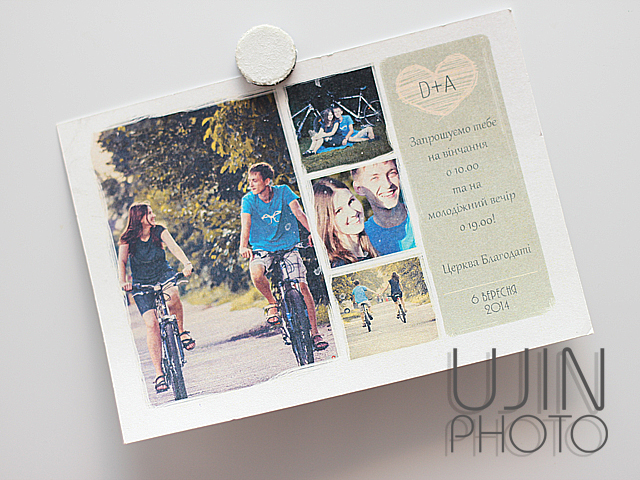 D+A
Запрошуємо тебе
на вінчання
о 10.00
та на
молодіжний вечір
о 19.00!
Церква Благодаті
6 ВЕРЕСНЯ
2014
UJIN
PHOTO